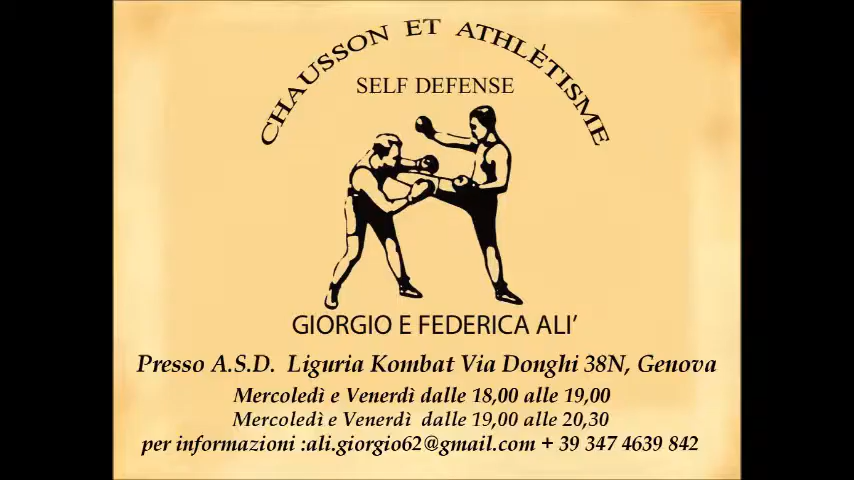 CHAUSSON ET ATHLÈTISME
SELF DEFENSE
GIORGIO E FEDERICA ALI'
Presso A.S.D. Liguria Kombat Via Donghi 38N, Genova
Mercoledì e Venerdì dalle 18,00 alle 19,00
Mercoledì e Venerdì dalle 19,00 alle 20,30
per informazioni :ali.giorgio62@gmail.com + 39 347 4639 842